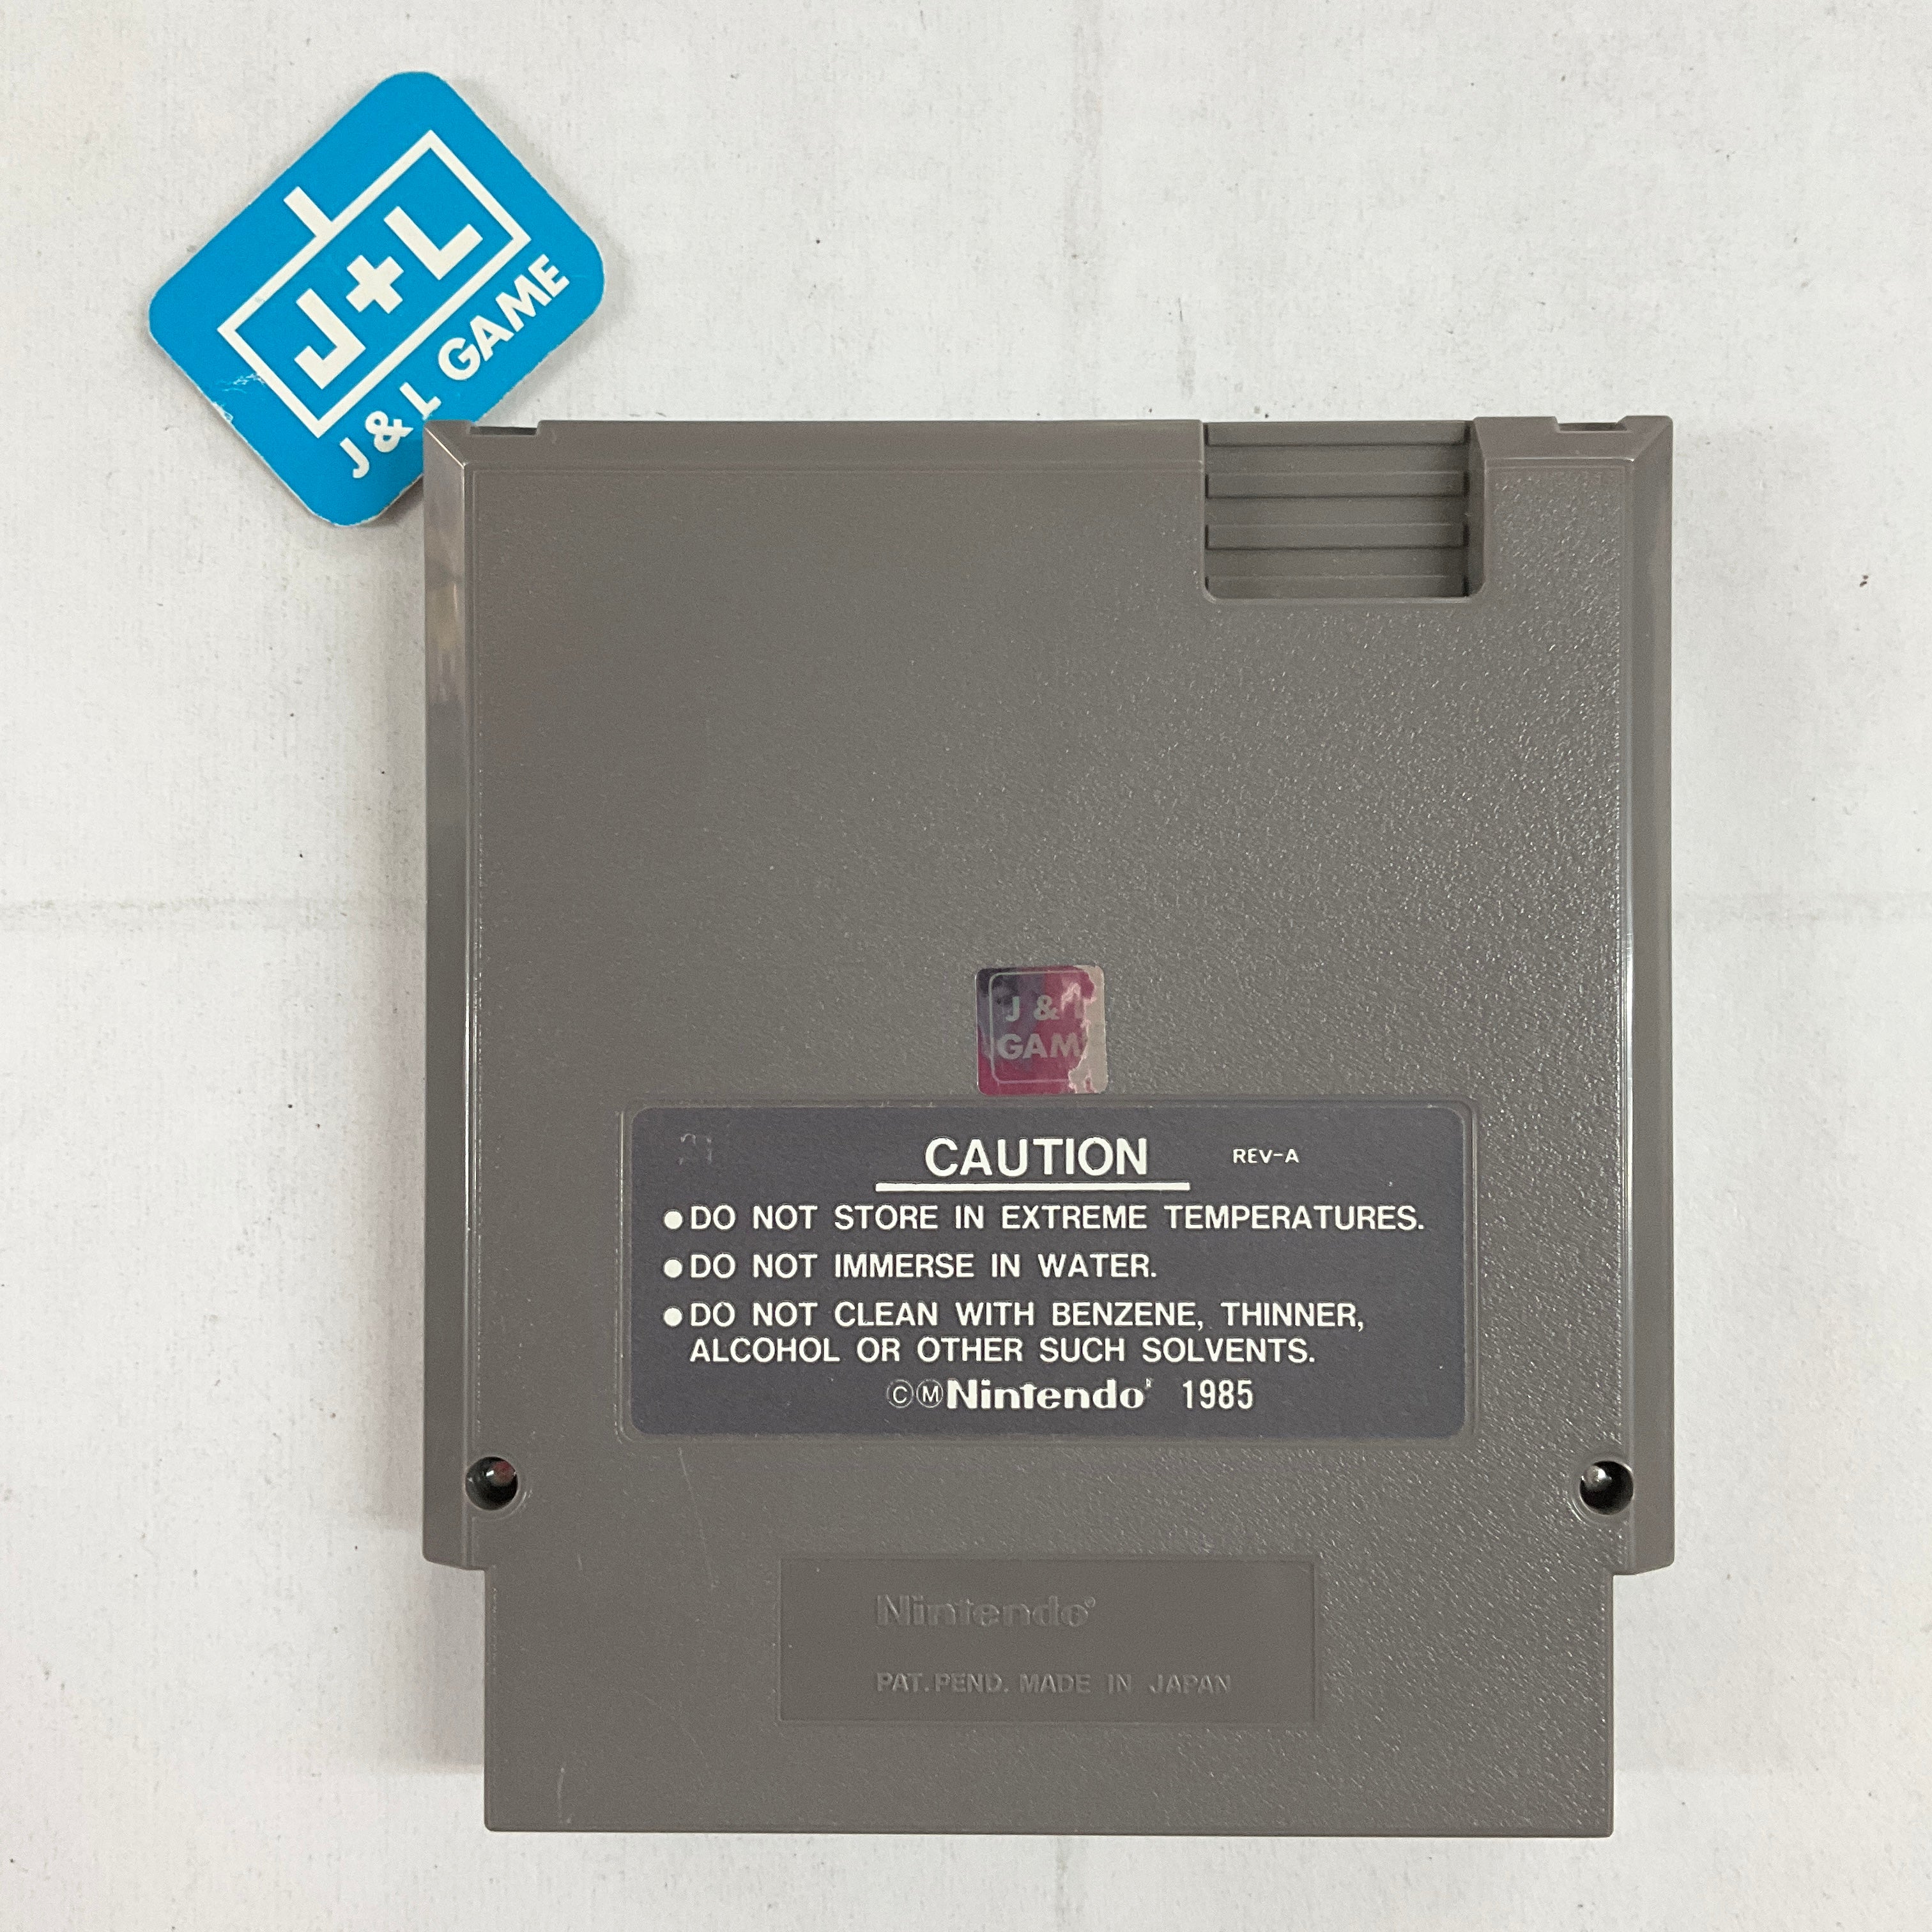 J+L
J & L GAME
J &
GAM
CAUTION REV-A
●DO NOT STORE IN EXTREME TEMPERATURES.
●DO NOT IMMERSE IN WATER.
●DO NOT CLEAN WITH BENZENE, THINNER,
ALCOHOL OR OTHER SUCH SOLVENTS.
ⒸⓂNintendo® 1985
Nintendo®
PAT. PEND. MADE IN JAPAN